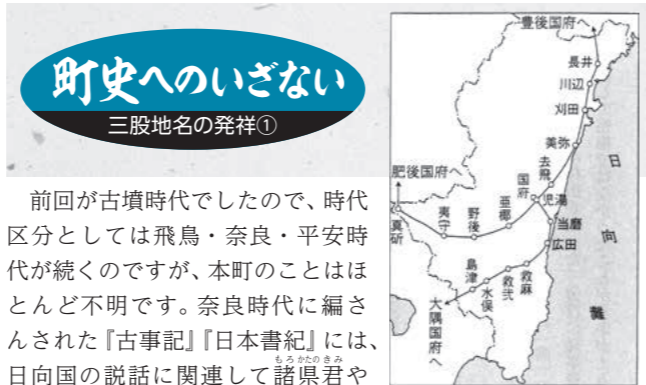 町史へのいざない
三股地名の発祥①
前回が古墳時代でしたので、時代
区分としては飛鳥・奈良・平安時
代が続くのですが、本町のことはほ
とんど不明です。奈良時代に編さ
んされた『古事記』『日本書紀』には、
もろかたのきみ
日向国の説話に関連して諸県君や
豊後国府へ
長井
川辺
刈田
美弥
去飛
児湯
国府
当磨
広田
救麻
救弐
水俣
島津
大隅国府へ
亜椰
野後
夷守
真斫
肥後国府へ
日向灘